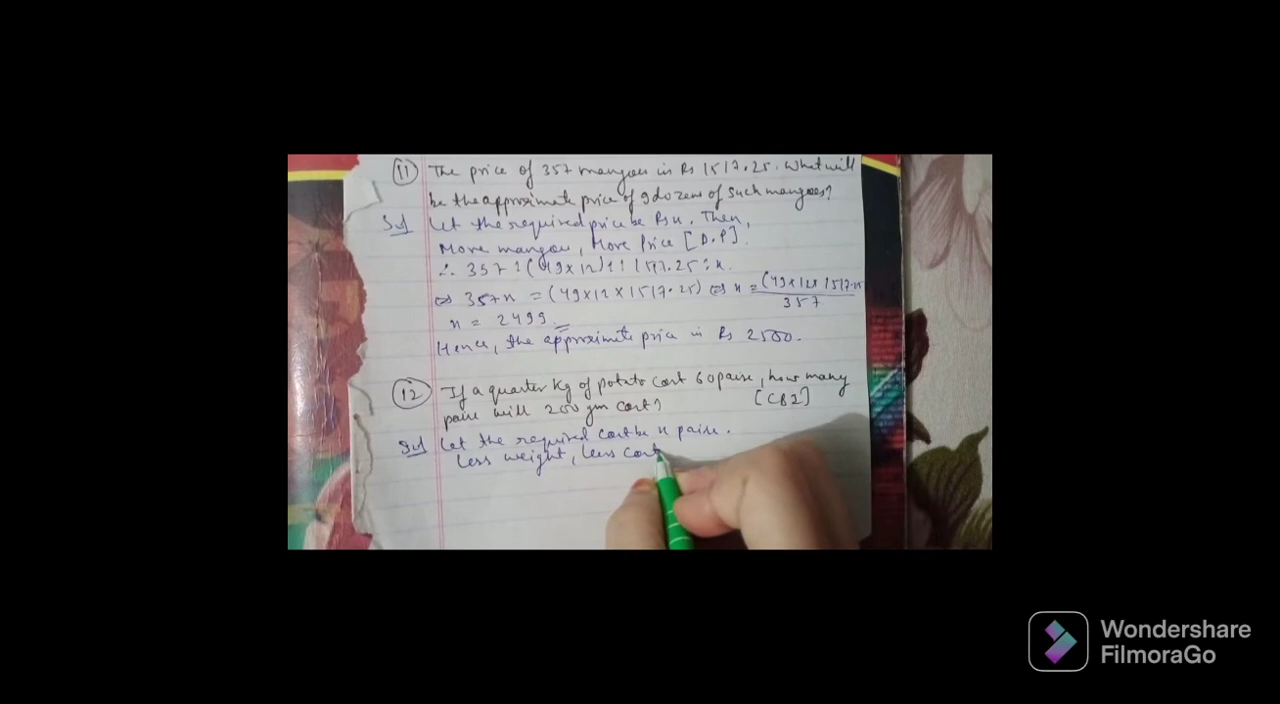 11 The price of 357 mangoes is Rs 1517.25. What will
be the approximate price of 9 dozens of such mangoes?
Sol Let the required price be Rs x. Then,
More mangoes, More Price [D.P].
∴ 357 : (49×12) :: 1517.25 : x.
⇔ 357x = (49×12×1517.25) ⇔ x = (49×12×1517.25
357
x = 2499
Hence, the approximate price is Rs 2500.
12 If a quarter kg of potato cost 60 paise, how many
paise will 200 gm cost? [CBI]
Sol Let the required cost be x paise.
Less weight, less cost
Wondershare
FilmoraGo